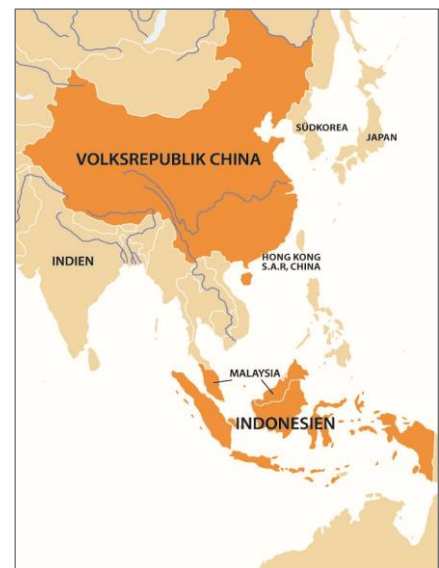 SÜDKOREA
JAPAN
VOLKSREPUBLIK CHINA
INDIEN
HONG KONG
S.A.R, CHINA
MALAYSIA
INDONESIEN